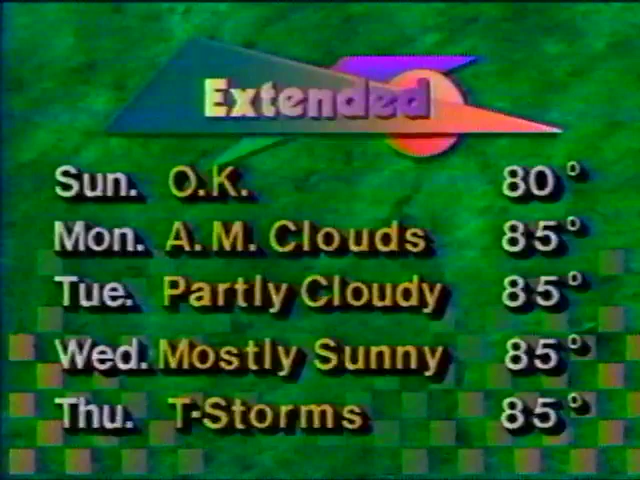 Extended
Sun. O.K. 80°
Mon. A.M. Clouds 85°
Tue. Partly Cloudy 85°
Wed. Mostly Sunny 85°
Thu. T-Storms 85°